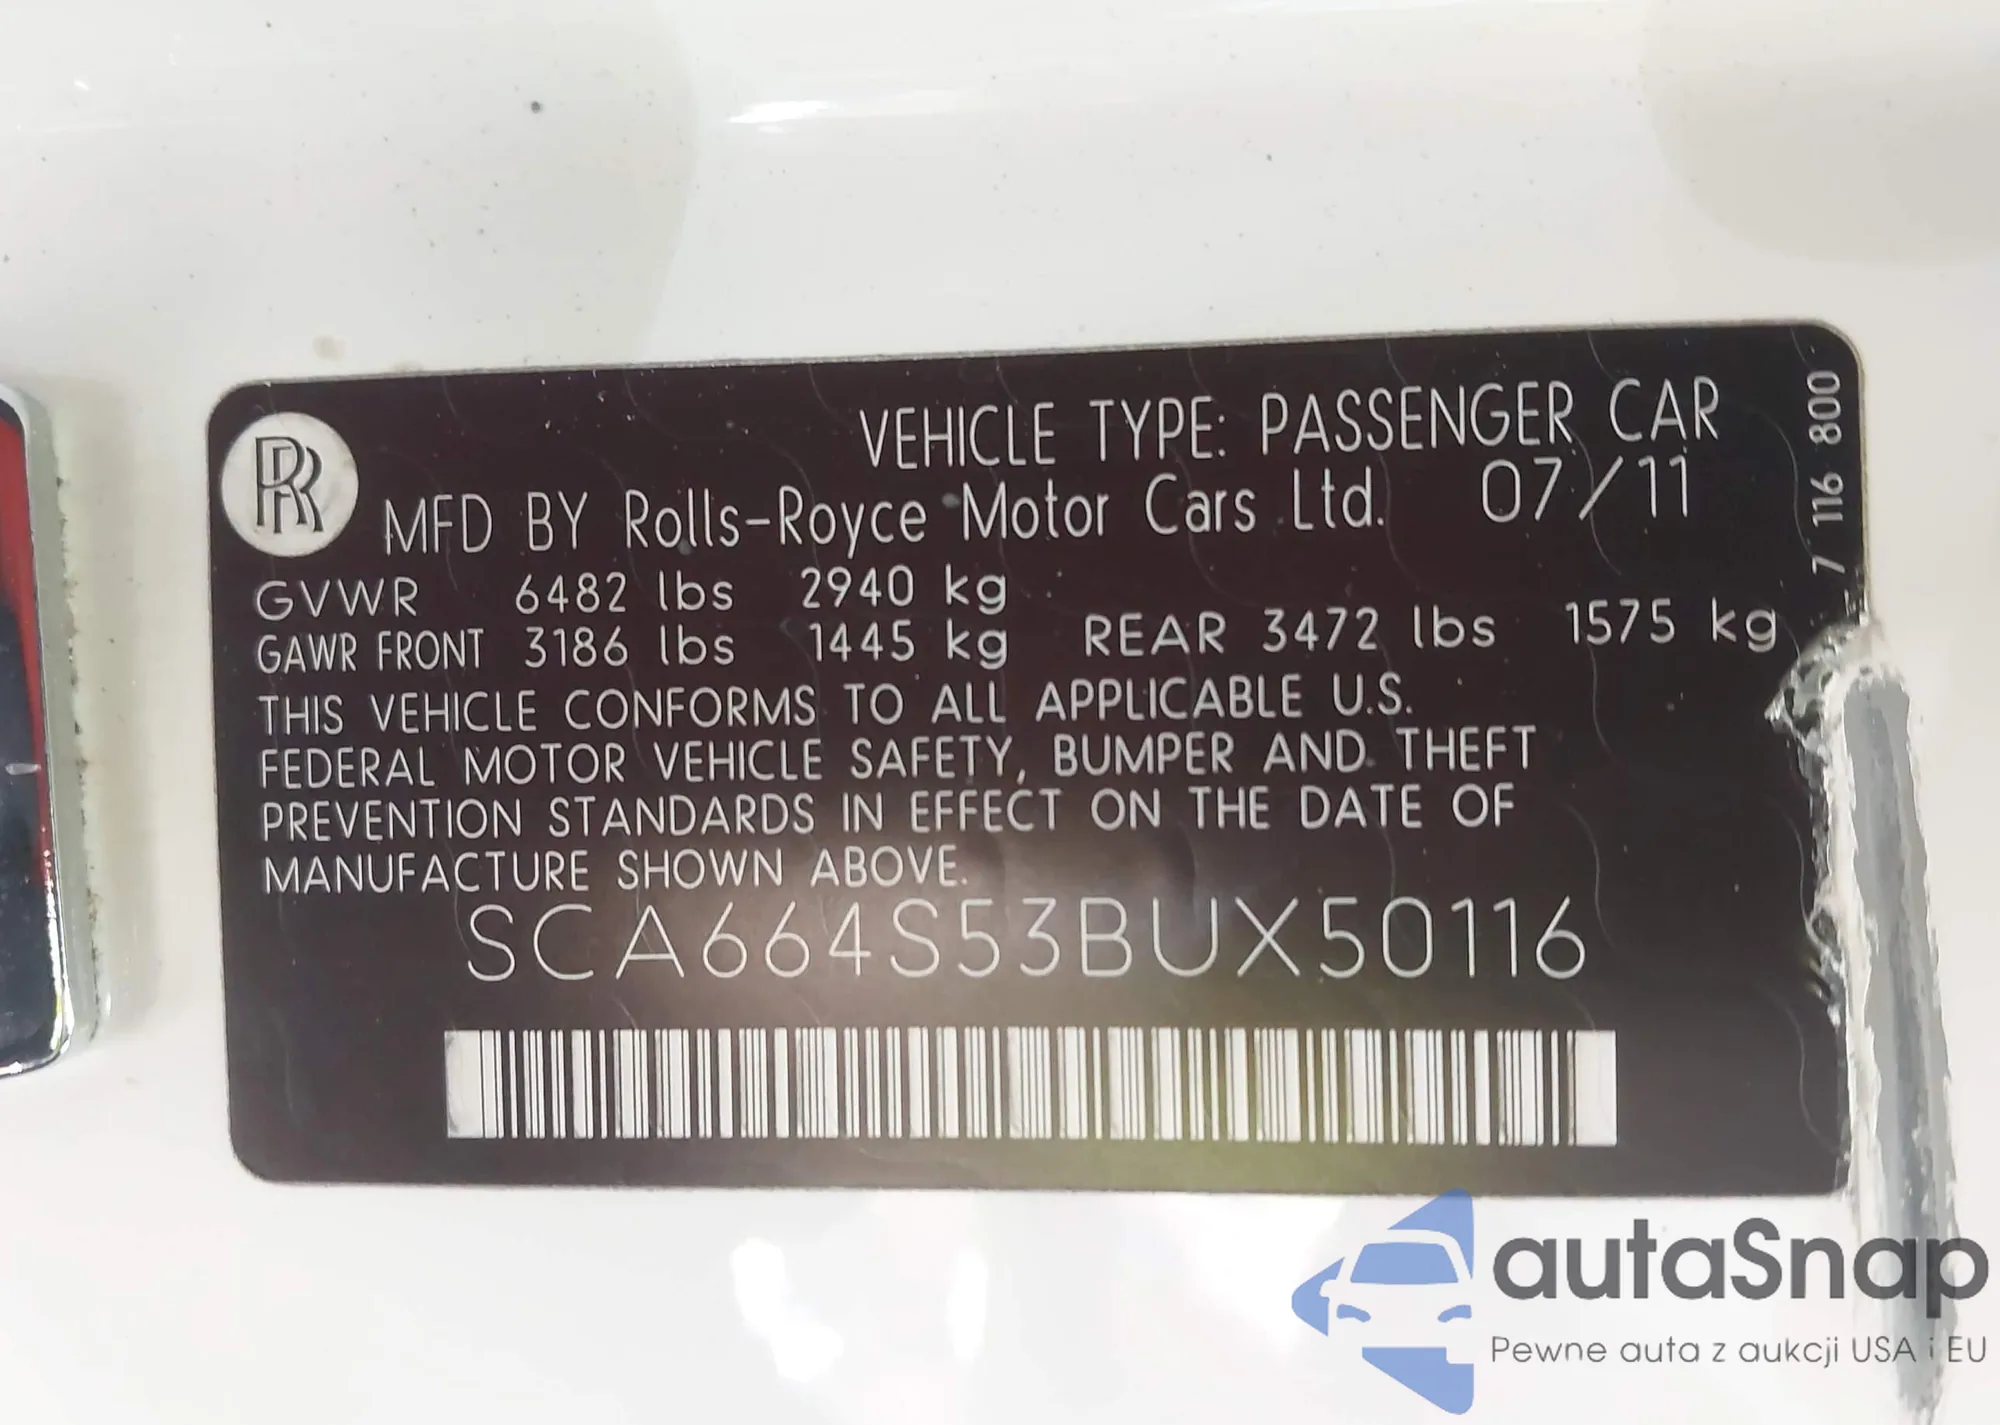 VEHICLE TYPE: PASSENGER CAR
RR MFD BY Rolls-Royce Motor Cars Ltd. 07/11
GVWR 6482 lbs 2940 kg
GAWR FRONT 3186 lbs 1445 kg REAR 3472 lbs 1575 kg
THIS VEHICLE CONFORMS TO ALL APPLICABLE U.S.
FEDERAL MOTOR VEHICLE SAFETY, BUMPER AND THEFT
PREVENTION STANDARDS IN EFFECT ON THE DATE OF
MANUFACTURE SHOWN ABOVE.
SCA664S53BUX50116
7 116 800
autaSnap
Pewne auta z aukcji USA i EU